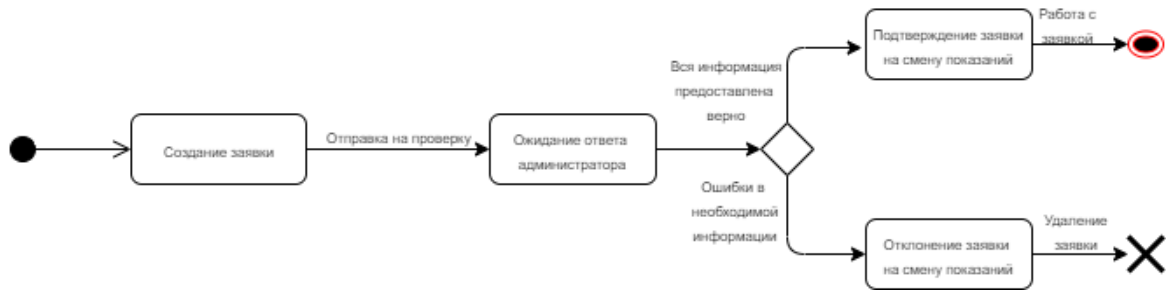 Создание заявки
Отправка на проверку
Ожидание ответа
администратора
Вся информация
предоставлена
верно
Ошибки в
необходимой
информации
Подтверждение заявки
на смену показаний
Работа с
заявкой
Отклонение заявки
на смену показаний
Удаление
заявки